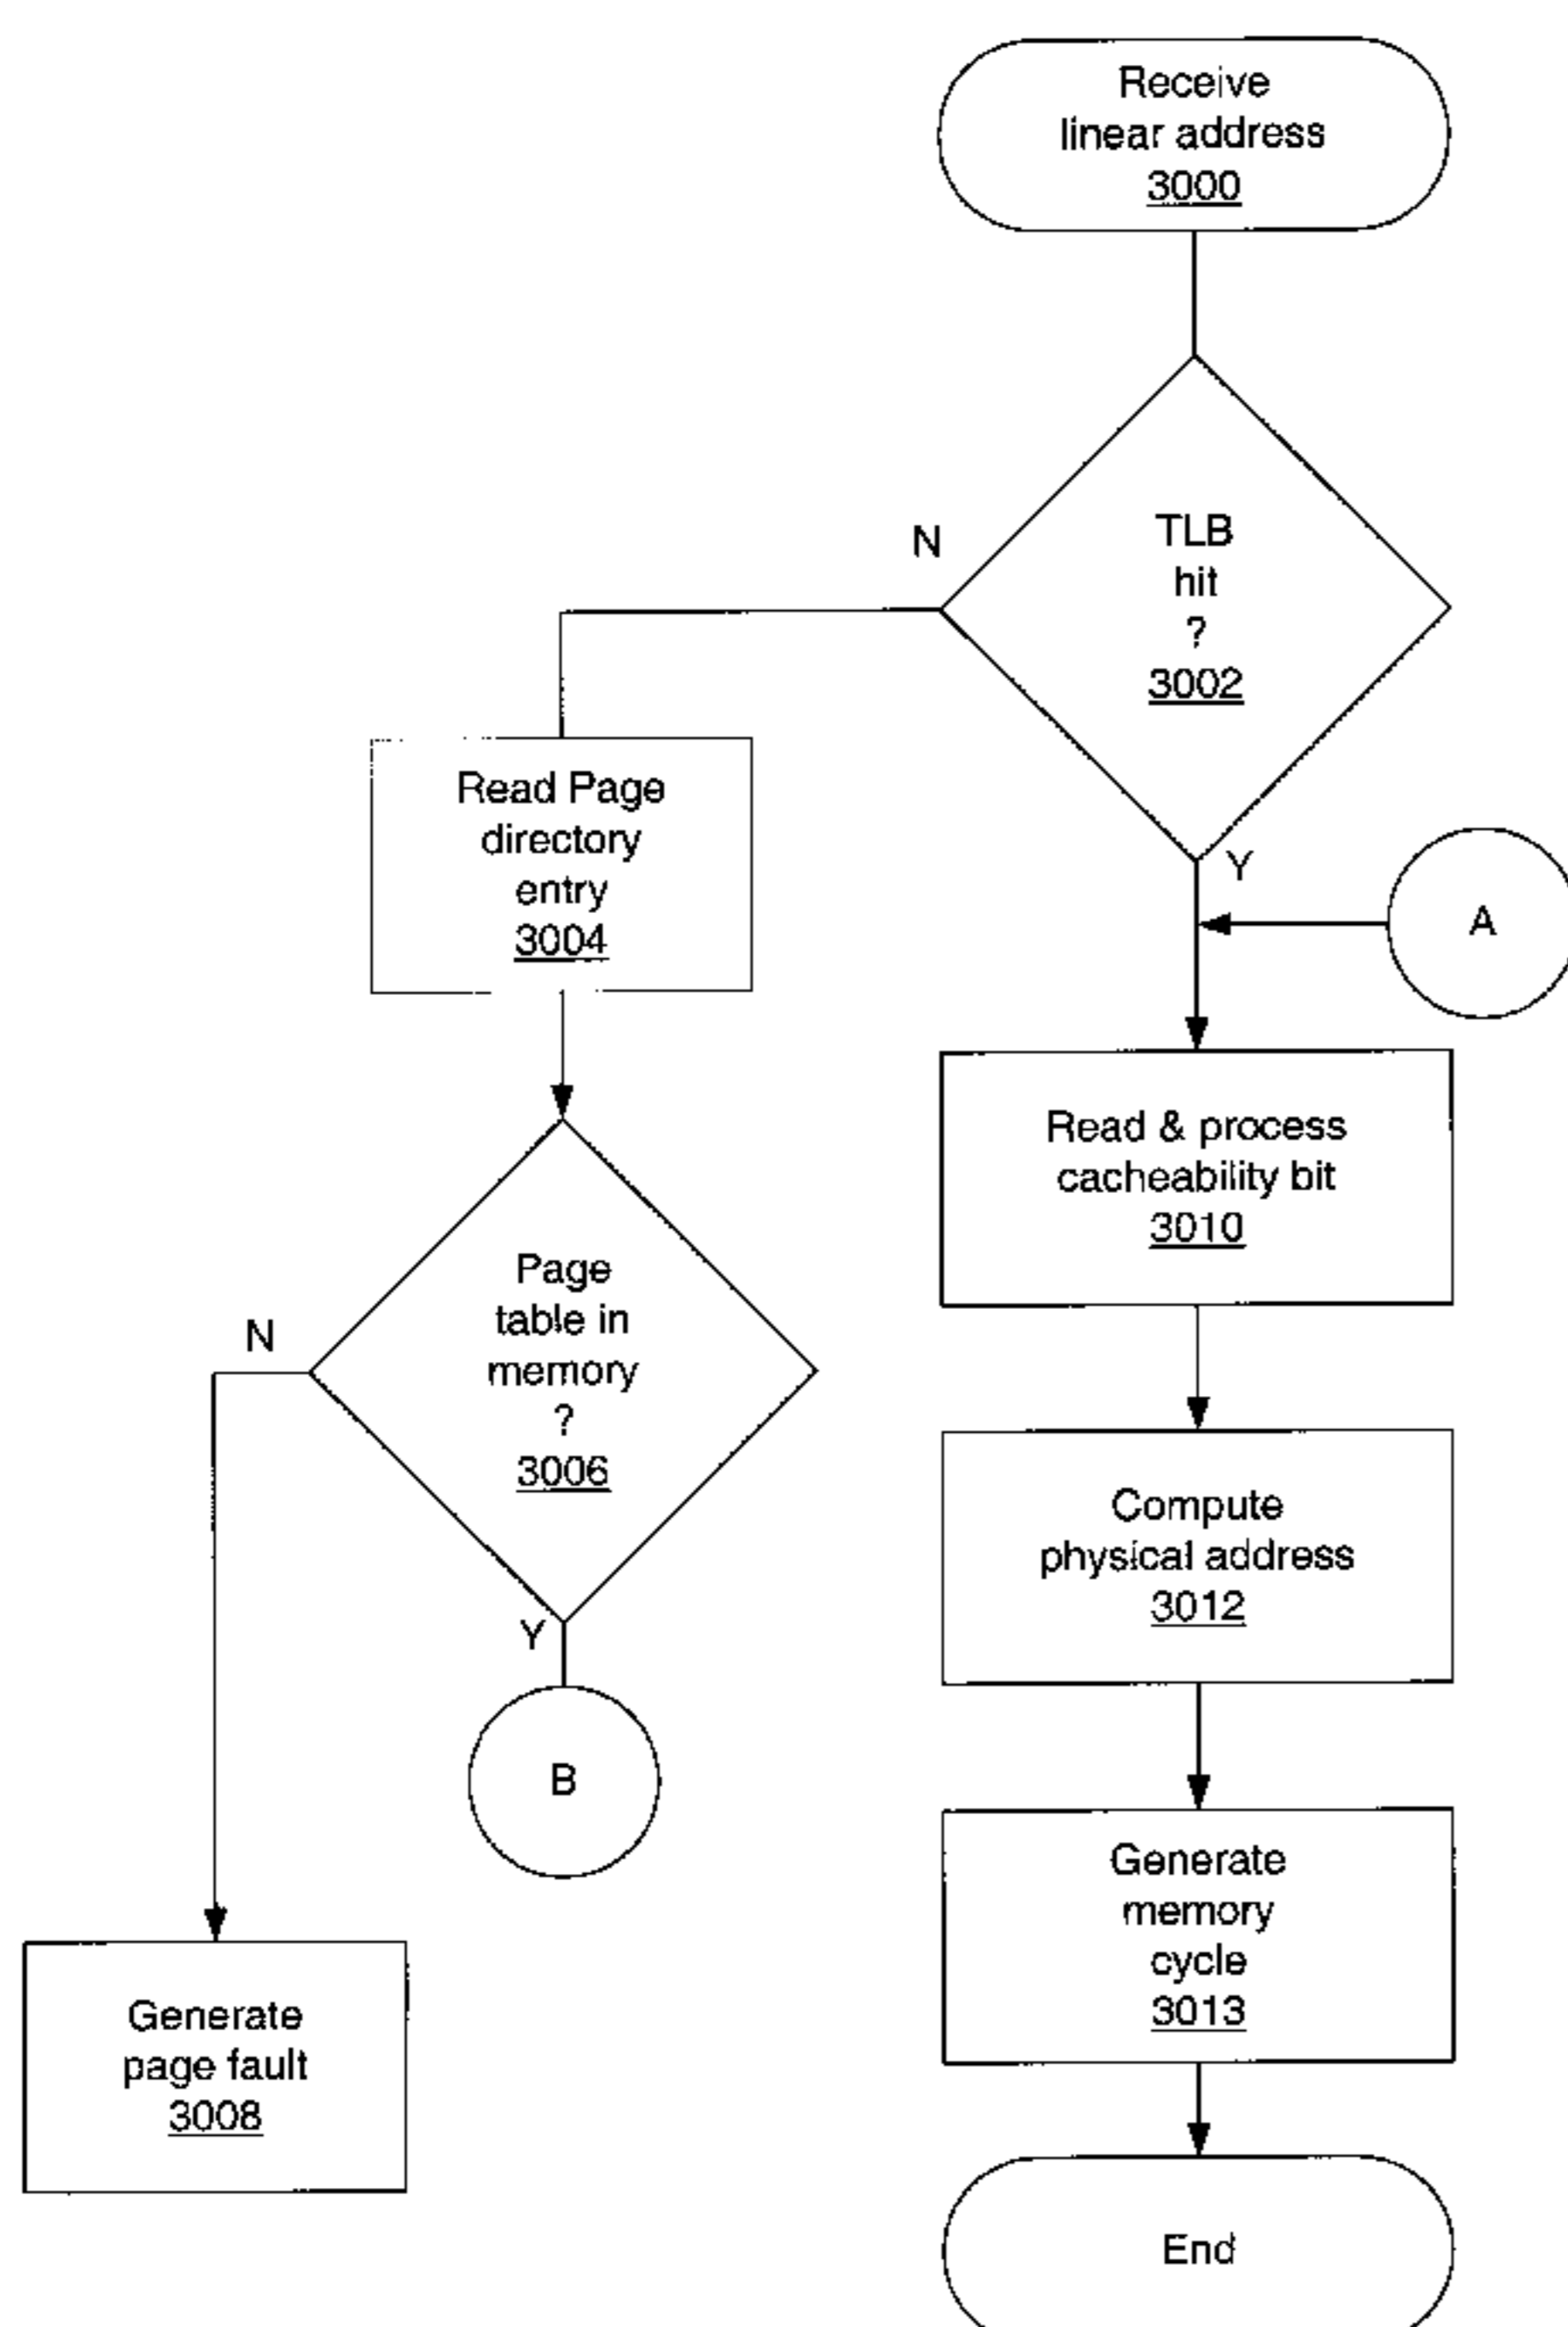 Receive
linear address
3000
TLB
hit
?
3002
N
Y
A
Read Page
directory
entry
3004
Page
table in
memory
?
3006
N
Y
B
Generate
page fault
3008
Read & process
cacheability bit
3010
Compute
physical address
3012
Generate
memory
cycle
3013
End